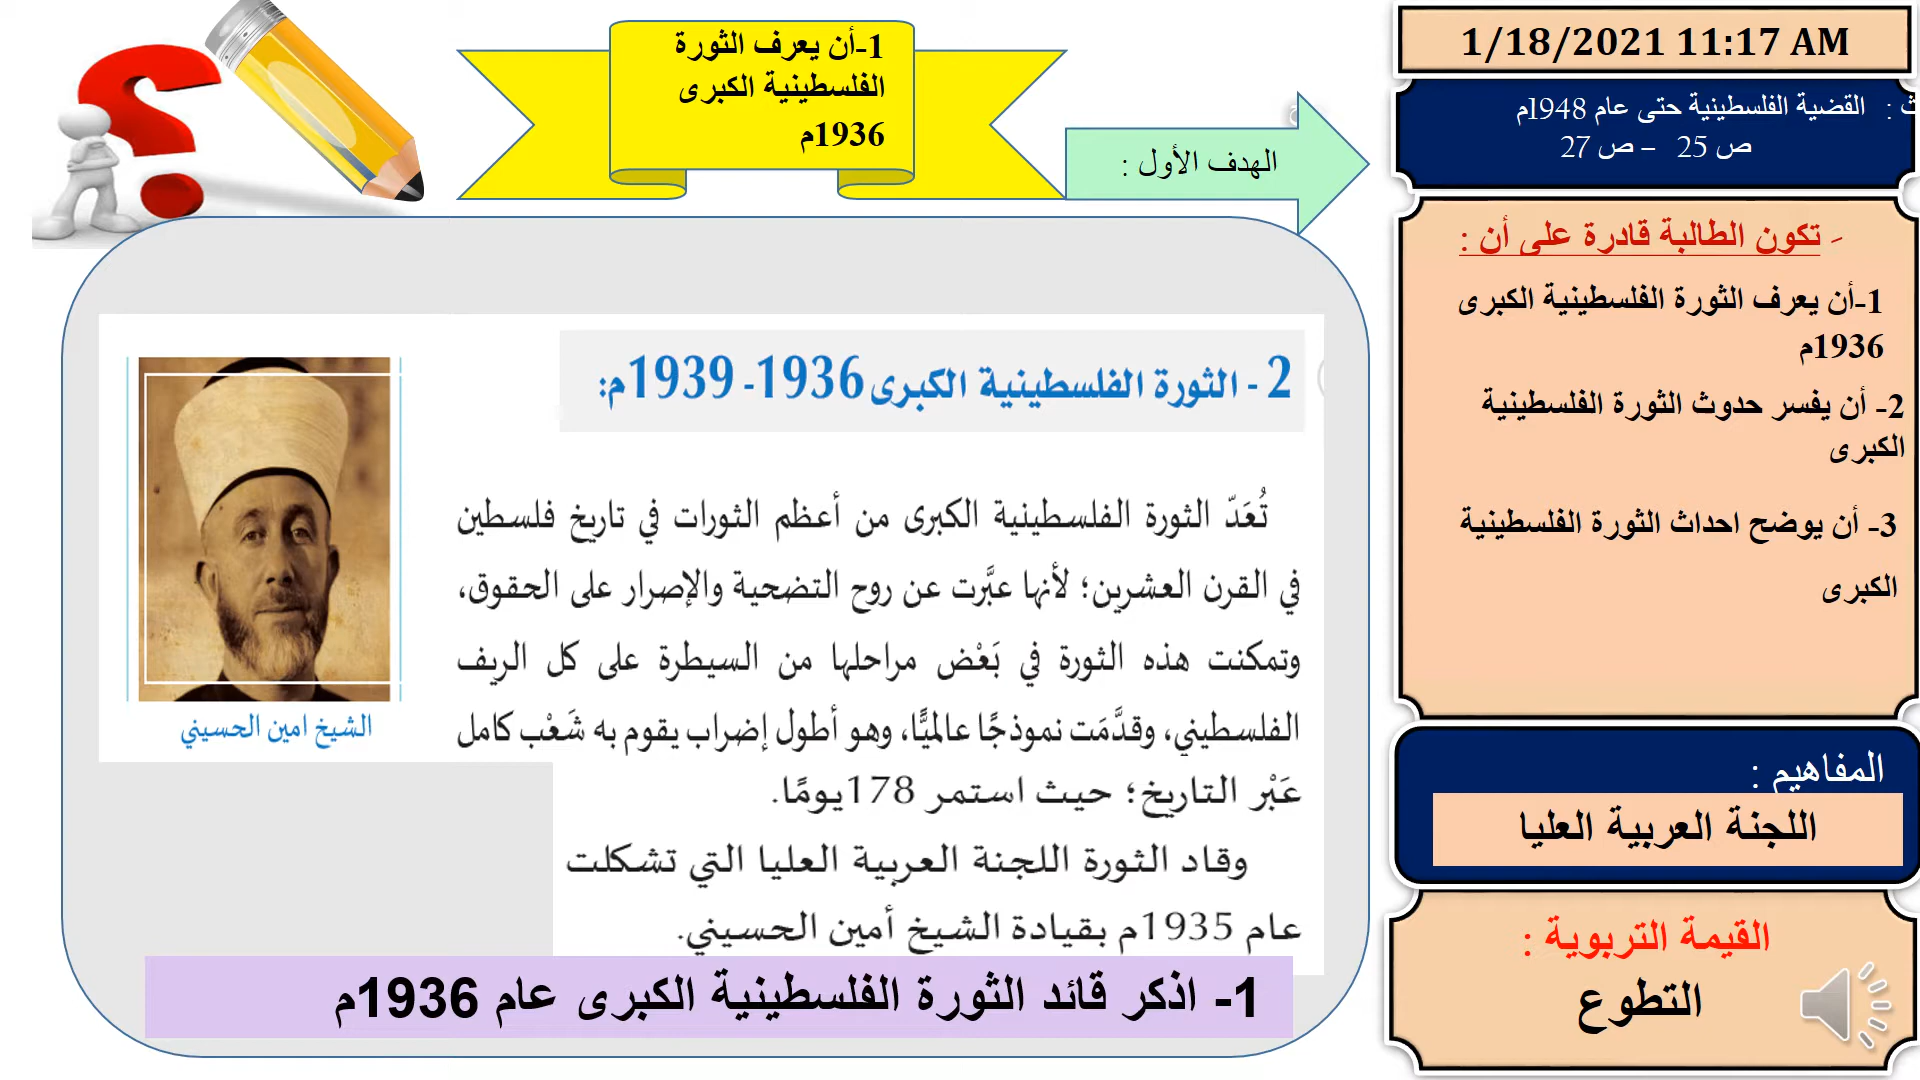 1/18/2021 11:17 AM
ث : القضية الفلسطينية حتى عام 1948م
ص 25 – ص 27
1-أن يعرف الثورة
الفلسطينية الكبرى
1936م
الهدف الأول :
- تكون الطالبة قادرة على أن :
1-أن يعرف الثورة الفلسطينية الكبرى
1936م
2- أن يفسر حدوث الثورة الفلسطينية
الكبرى
3- أن يوضح احداث الثورة الفلسطينية
الكبرى
المفاهيم :
اللجنة العربية العليا
القيمة التربوية :
التطوع
2 - الثورة الفلسطينية الكبرى 1936- 1939م:
تُعَدّ الثورة الفلسطينية الكبرى من أعظم الثورات في تاريخ فلسطين
في القرن العشرين؛ لأنها عبَّرت عن روح التضحية والإصرار على الحقوق،
وتمكنت هذه الثورة في بَعْض مراحلها من السيطرة على كل الريف
الفلسطيني، وقدَّمَت نموذجًا عالميًّا، وهو أطول إضراب يقوم به شَعْب كامل
عَبْر التاريخ؛ حيث استمر 178يومًا.
وقاد الثورة اللجنة العربية العليا التي تشكلت
عام 1935م بقيادة الشيخ أمين الحسيني.
الشيخ امين الحسيني
1- اذكر قائد الثورة الفلسطينية الكبرى عام 1936م